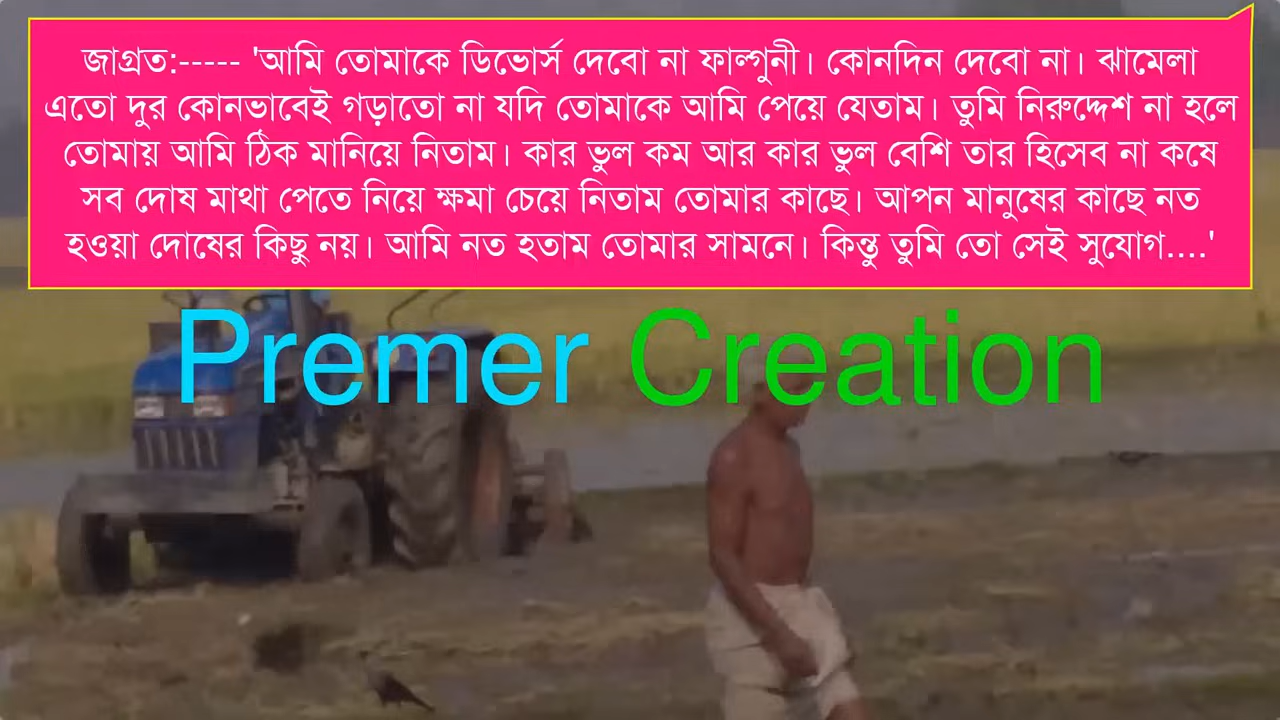 জাগ্রত:----- 'আমি তোমাকে ডিভোর্স দেবো না ফাল্গুনী। কোনদিন দেবো না। ঝামেলা
এতো দুর কোনভাবেই গড়াতো না যদি তোমাকে আমি পেয়ে যেতাম। তুমি নিরুদ্দেশ না হলে
তোমায় আমি ঠিক মানিয়ে নিতাম। কার ভুল কম আর কার ভুল বেশি তার হিসেব না কষে
সব দোষ মাথা পেতে নিয়ে ক্ষমা চেয়ে নিতাম তোমার কাছে। আপন মানুষের কাছে নত
হওয়া দোষের কিছু নয়। আমি নত হতাম তোমার সামনে। কিন্তু তুমি তো সেই সুযোগ....'
Premer Creation